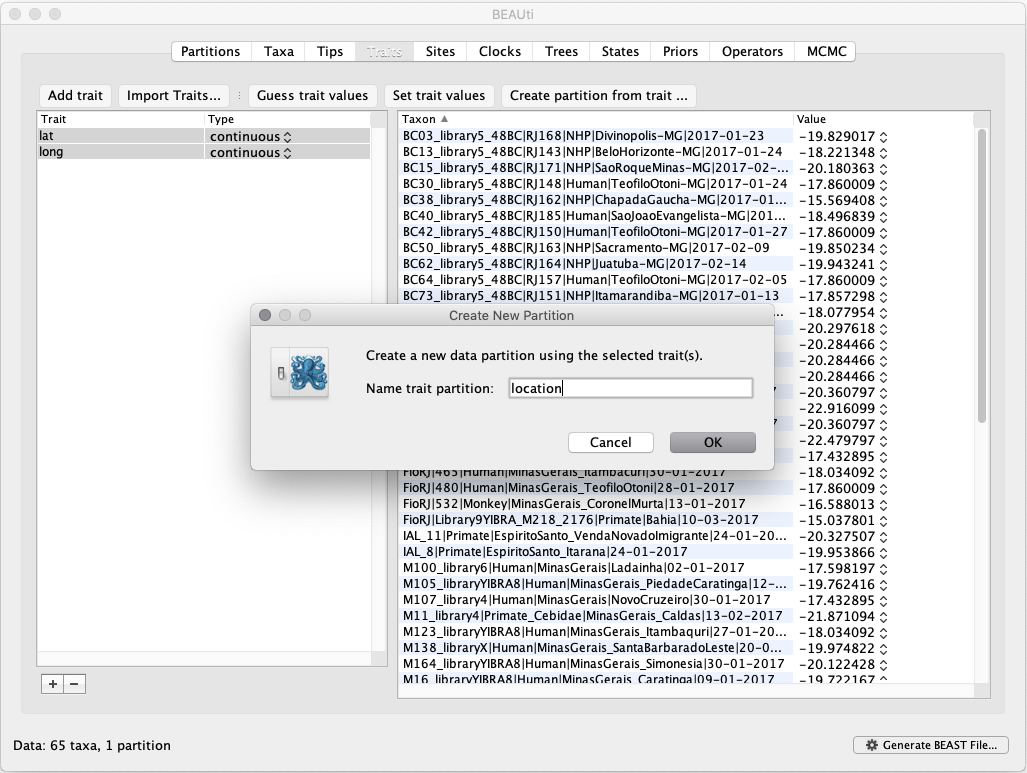 BEAUti
Partitions Taxa Tips Traits Sites Clocks Trees States Priors Operators MCMC
Add trait Import Traits... Guess trait values Set trait values Create partition from trait ...
Trait Type
lat continuous
long continuous
Taxon Value
BC03_library5_48BC|RJ168|NHP|Divinopolis-MG|2017-01-23 -19.829017
BC13_library5_48BC|RJ143|NHP|BeloHorizonte-MG|2017-01-24 -18.221348
BC15_library5_48BC|RJ171|NHP|SaoRoqueMinas-MG|2017-02-... -20.180363
BC30_library5_48BC|RJ148|Human|TeofiloOtoni-MG|2017-01-24 -17.860009
BC38_library5_48BC|RJ162|NHP|ChapadaGaucha-MG|2017-01... -15.569408
BC40_library5_48BC|RJ185|Human|SaoJoaoEvangelista-MG|201... -18.496839
BC42_library5_48BC|RJ150|Human|TeofiloOtoni-MG|2017-01-27 -17.860009
BC50_library5_48BC|RJ163|NHP|Sacramento-MG|2017-02-09 -19.850234
BC62_library5_48BC|RJ164|NHP|Juatuba-MG|2017-02-14 -19.943241
BC64_library5_48BC|RJ157|Human|TeofiloOtoni-MG|2017-02-05 -17.860009
BC73_library5_48BC|RJ151|NHP|Itamarandiba-MG|2017-01-13 -17.857298
... -18.077954
-20.297618
-20.284466
-20.284466
-20.284466
-20.360797
-22.916099
-20.360797
-22.479797
-17.432895
Create New Partition
Create a new data partition using the selected trait(s).
Name trait partition: location
Cancel OK
FioRJ|465|Human|MinasGerais_Itambacuri|30-01-2017 -18.034092
FioRJ|480|Human|MinasGerais_TeofiloOtoni|28-01-2017 -17.860009
FioRJ|532|Monkey|MinasGerais_CoronelMurta|13-01-2017 -16.588013
FioRJ|Library9YIBRA_M218_2176|Primate|Bahia|10-03-2017 -15.037801
IAL_11|Primate|EspiritoSanto_VendaNovadoImigrante|24-01-20... -20.327507
IAL_8|Primate|EspiritoSanto_Itarana|24-01-2017 -19.953866
M100_library6|Human|MinasGerais|Ladainha|02-01-2017 -17.598197
M105_libraryYIBRA8|Human|MinasGerais_PiedadeCaratinga|12-... -19.762416
M107_library4|Human|MinasGerais|NovoCruzeiro|30-01-2017 -17.432895
M11_library4|Primate_Cebidae|MinasGerais_Caldas|13-02-2017 -21.871094
M123_libraryYIBRA8|Human|MinasGerais_Itambaquri|27-01-20... -18.034092
M138_libraryX|Human|MinasGerais_SantaBarbaradoLeste|20-0... -19.974822
M164_libraryYIBRA8|Human|MinasGerais_Simonesia|30-01-2017 -20.122428
M16_libraryYIBRA8|Human|MinasGerais_Caratinga|09-01-2017 -19.722167
+ −
Data: 65 taxa, 1 partition
Generate BEAST File...